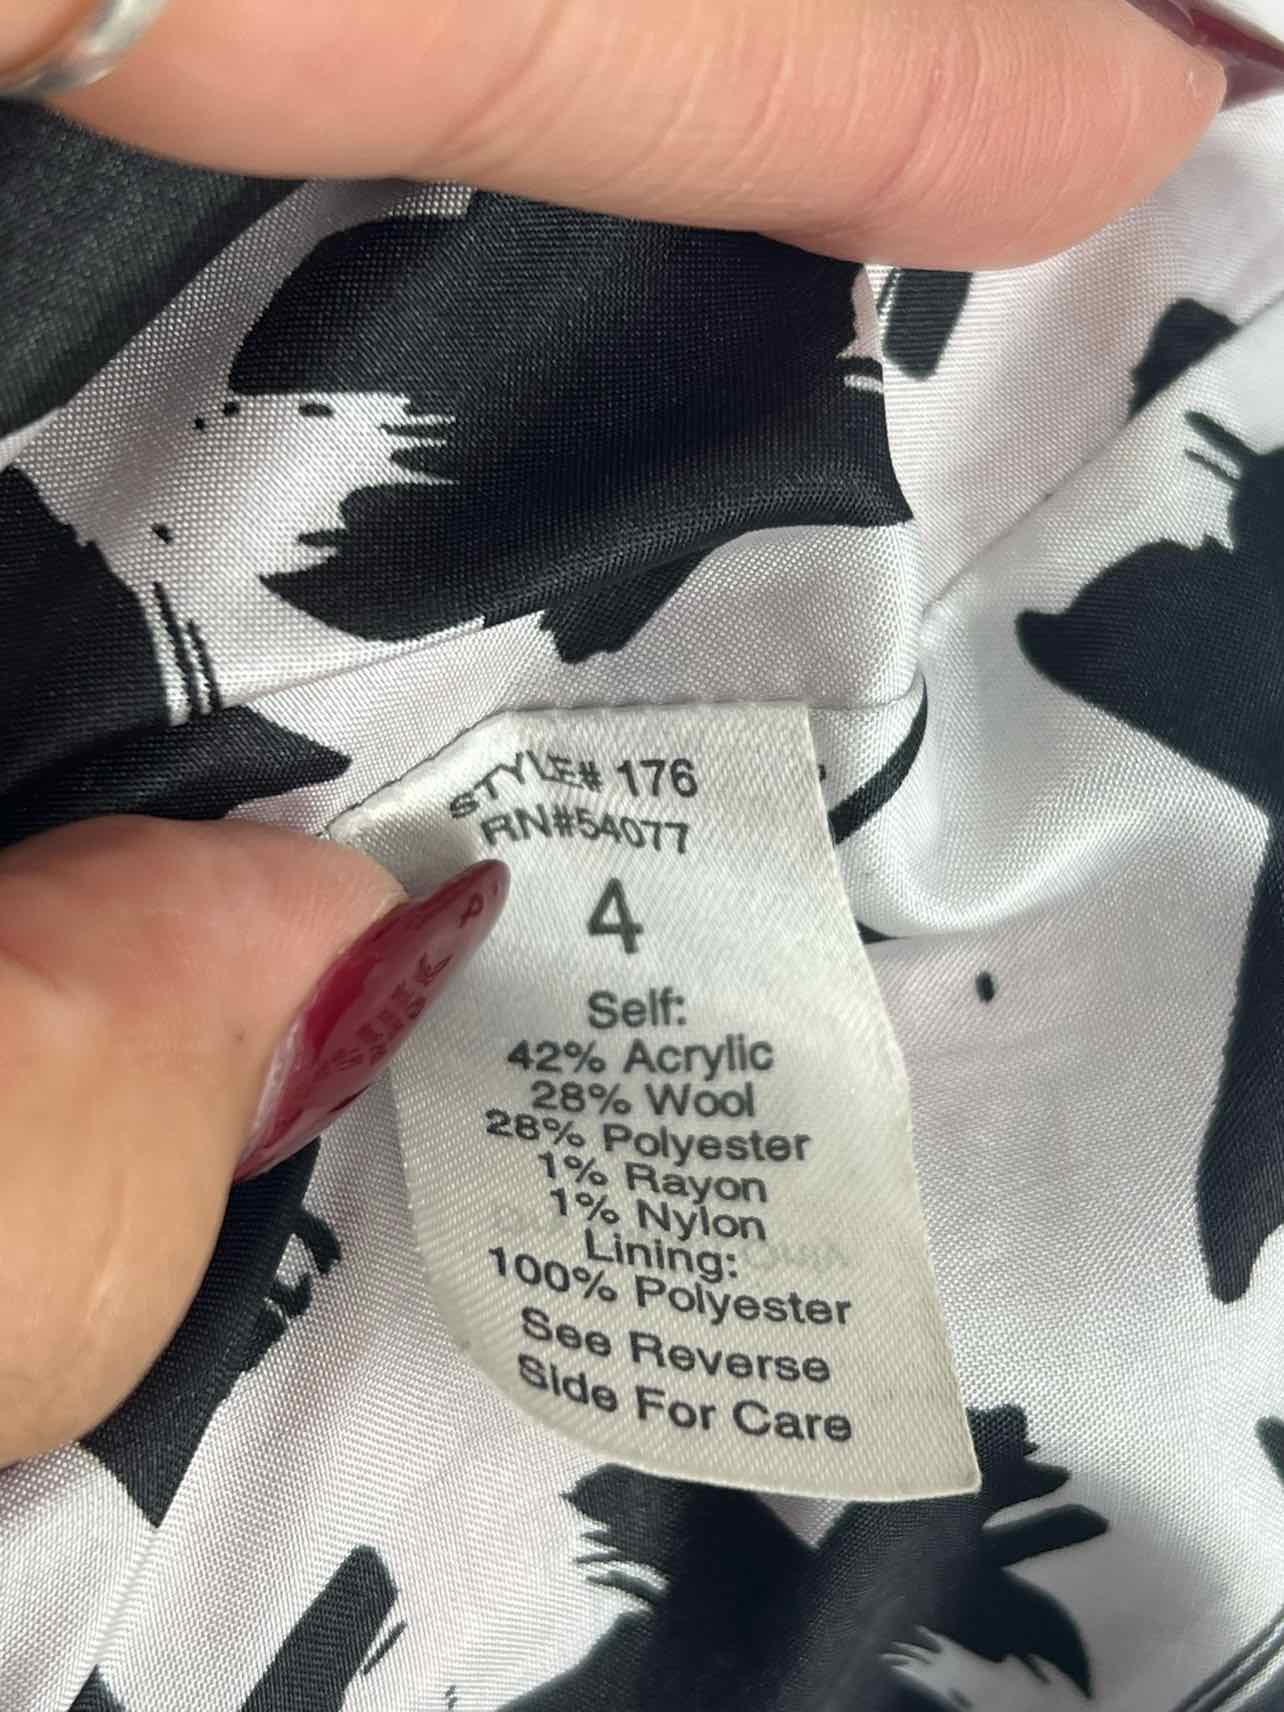 STYLE# 176
RN#54077
4
Self:
42% Acrylic
28% Wool
28% Polyester
1% Rayon
1% Nylon
Lining:
100% Polyester
See Reverse
Side For Care